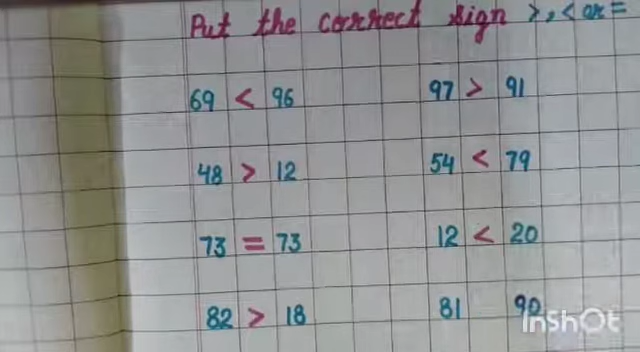 Put the correct sign >, < or =
69 < 96 97 > 91
48 > 12 54 < 79
73 = 73 12 < 20
82 > 18 81 90
InShOt